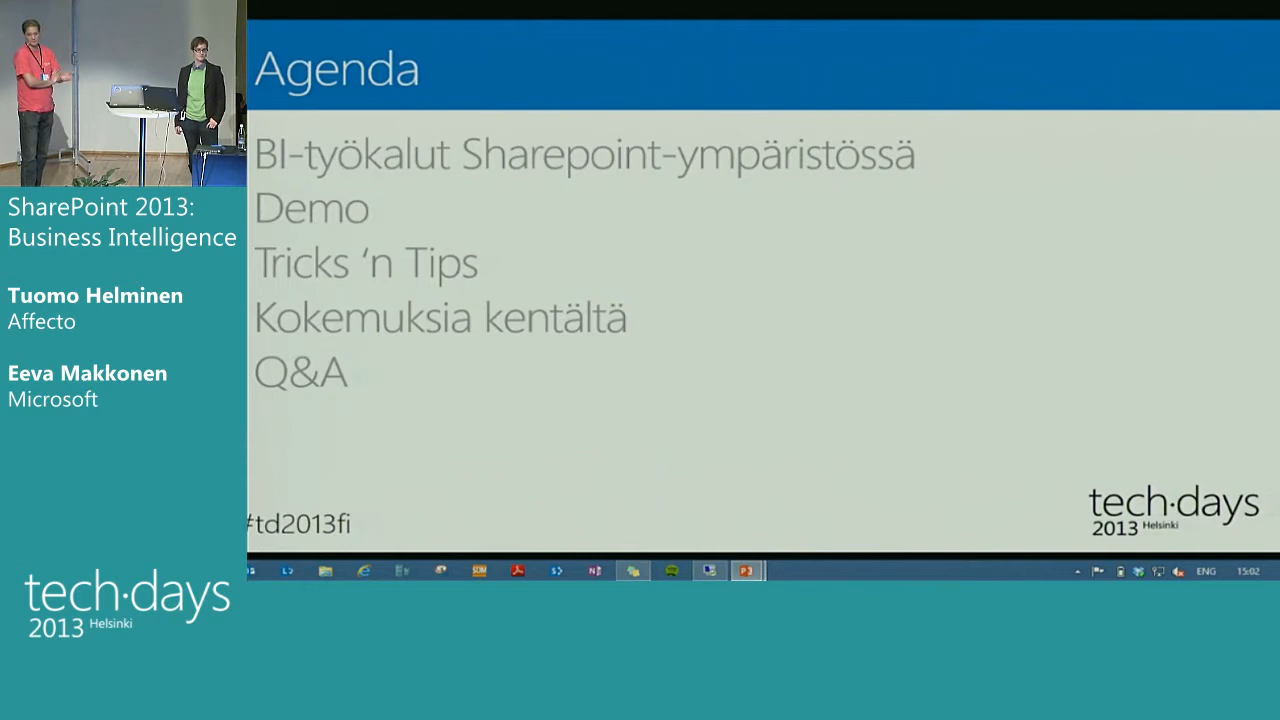 Agenda
BI-työkalut Sharepoint-ympäristössä
Demo
Tricks ‘n Tips
Kokemuksia kentältä
Q&A
#td2013fi
tech·days
2013 Helsinki
ENG
15:02
SharePoint 2013:
Business Intelligence
Tuomo Helminen
Affecto
Eeva Makkonen
Microsoft
tech·days
2013 Helsinki